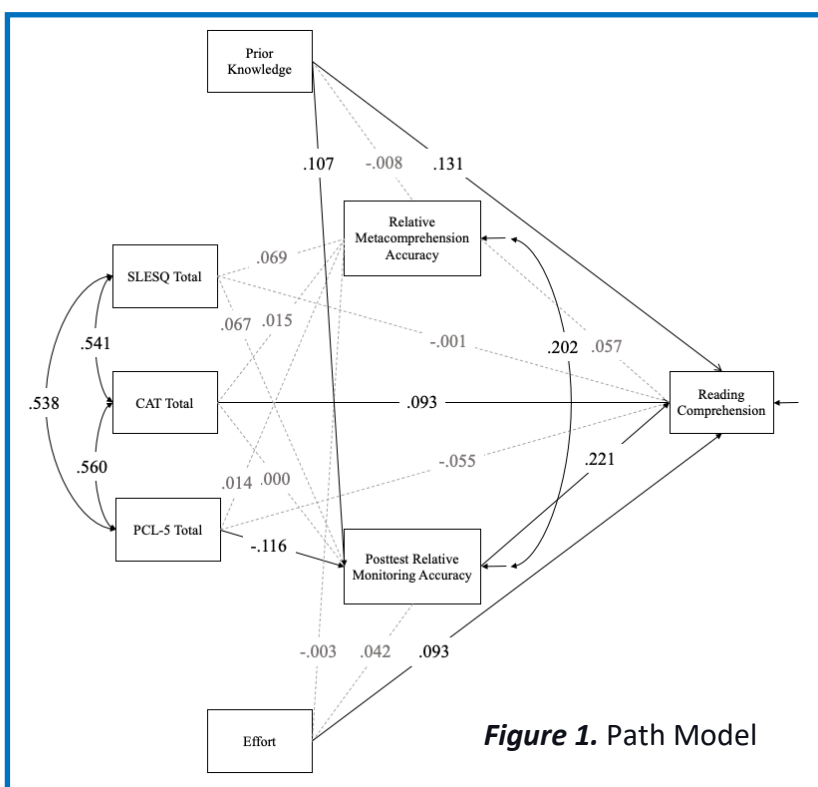 Prior
Knowledge
.107
-.008
.131
Relative
Metacomprehension
Accuracy
SLESQ Total
.069
.067
.015
-.001
.202
.057
.541
.538
CAT Total
.093
Reading
Comprehension
.560
-.055
.221
.014
.000
PCL-5 Total
-.116
Posttest Relative
Monitoring Accuracy
-.003
.042
.093
Effort
Figure 1. Path Model